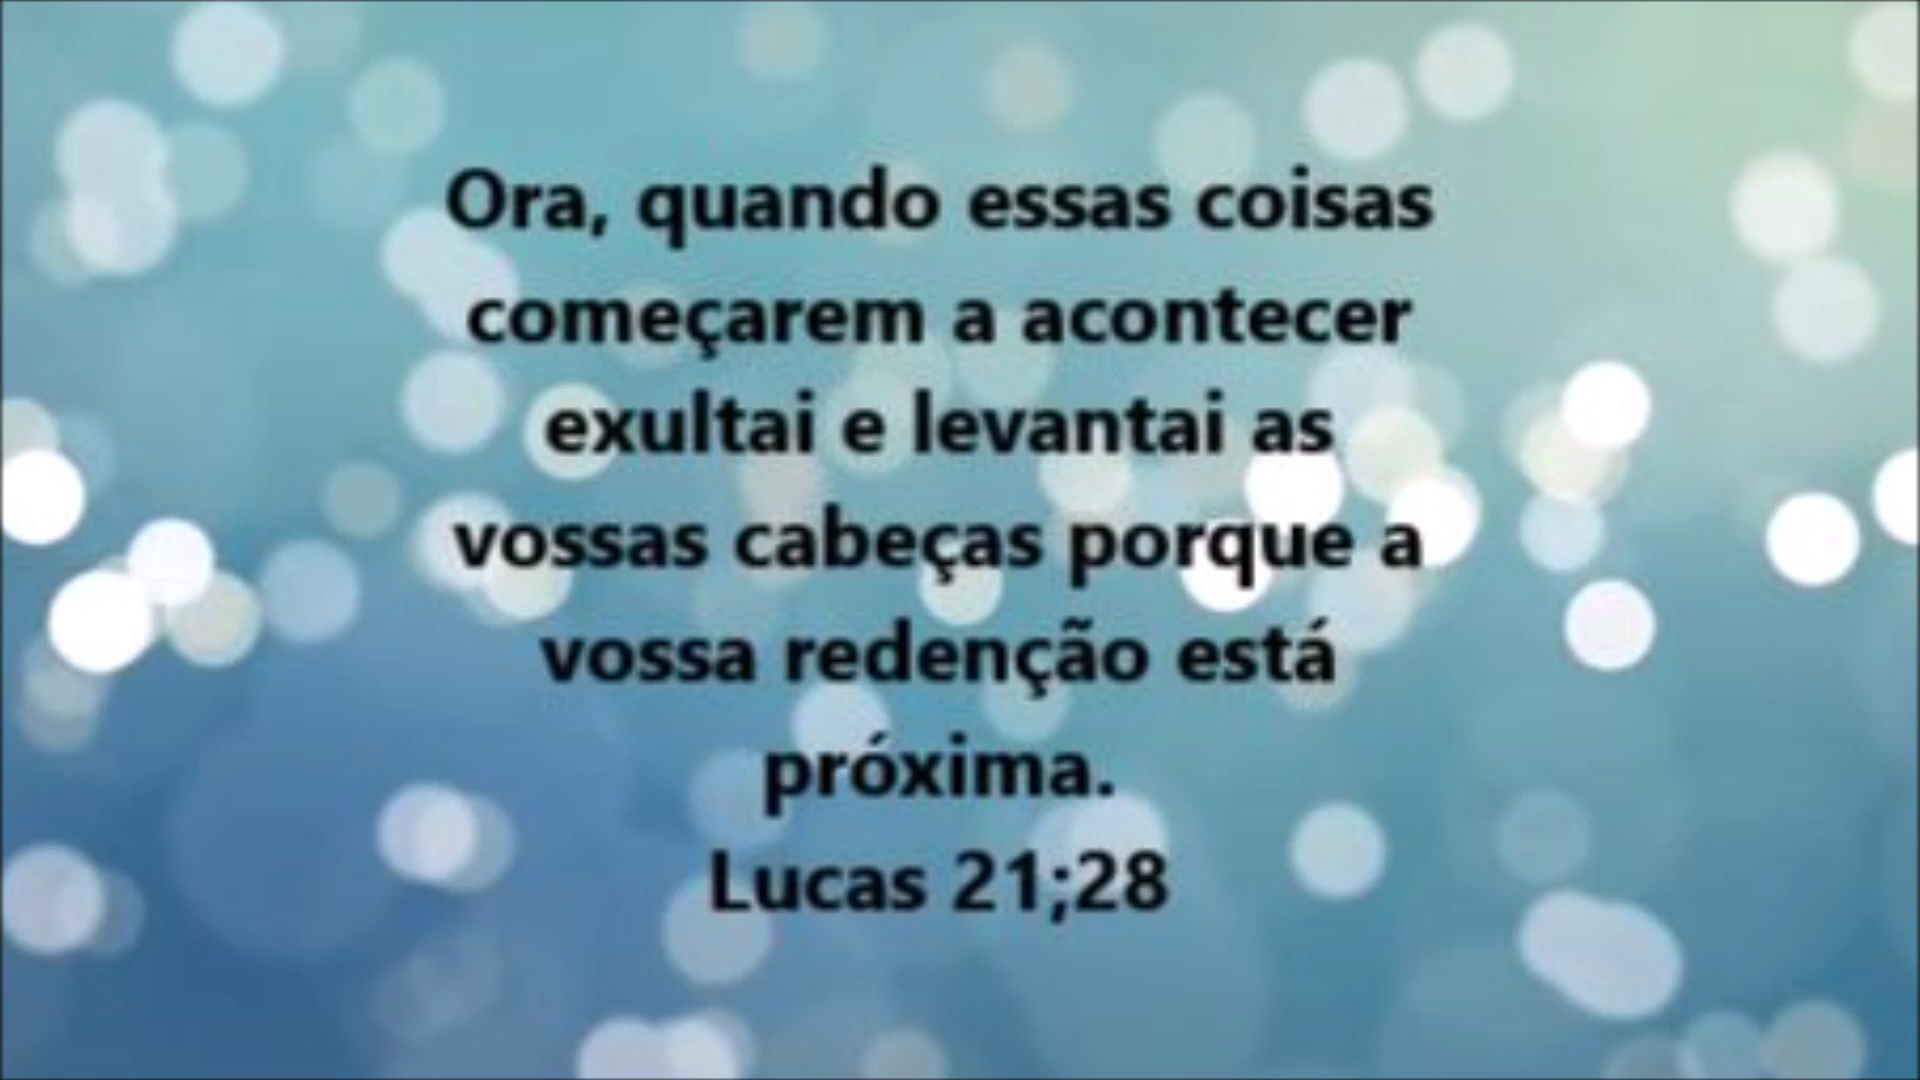 Ora, quando essas coisas
começarem a acontecer
exultai e levantai as
vossas cabeças porque a
vossa redenção está
próxima.
Lucas 21;28